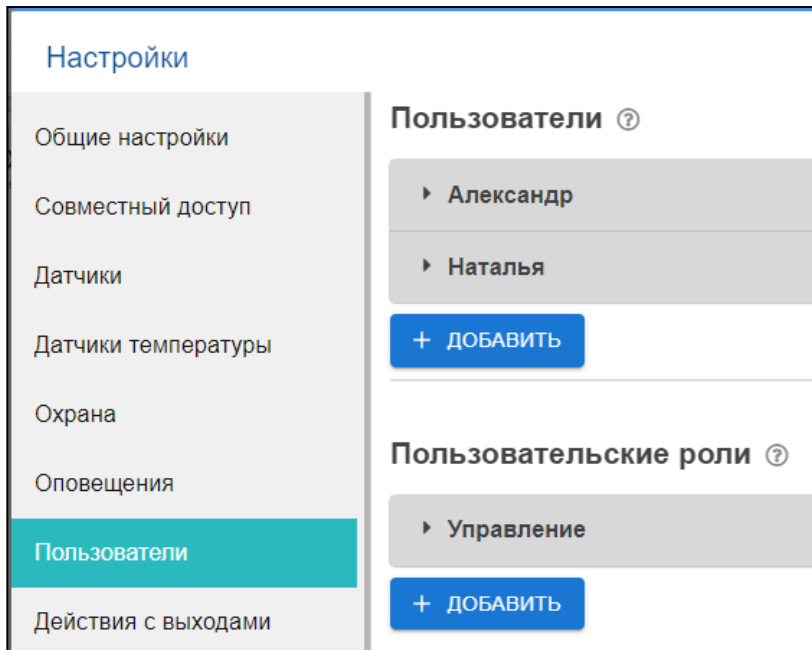 Настройки
Общие настройки
Совместный доступ
Датчики
Датчики температуры
Охрана
Оповещения
Пользователи
Действия с выходами
Пользователи ?
Александр
Наталья
+ ДОБАВИТЬ
Пользовательские роли ?
Управление
+ ДОБАВИТЬ